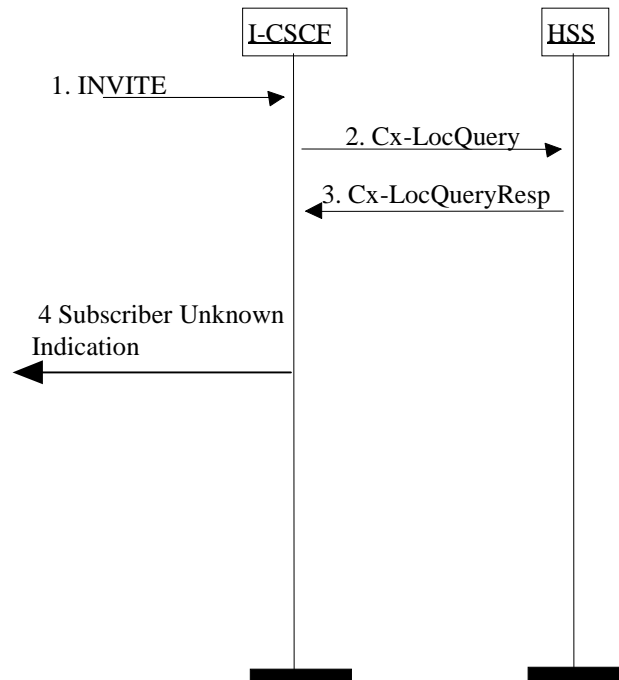 I-CSCF
HSS
1. INVITE
2. Cx-LocQuery
3. Cx-LocQueryResp
4 Subscriber Unknown
Indication